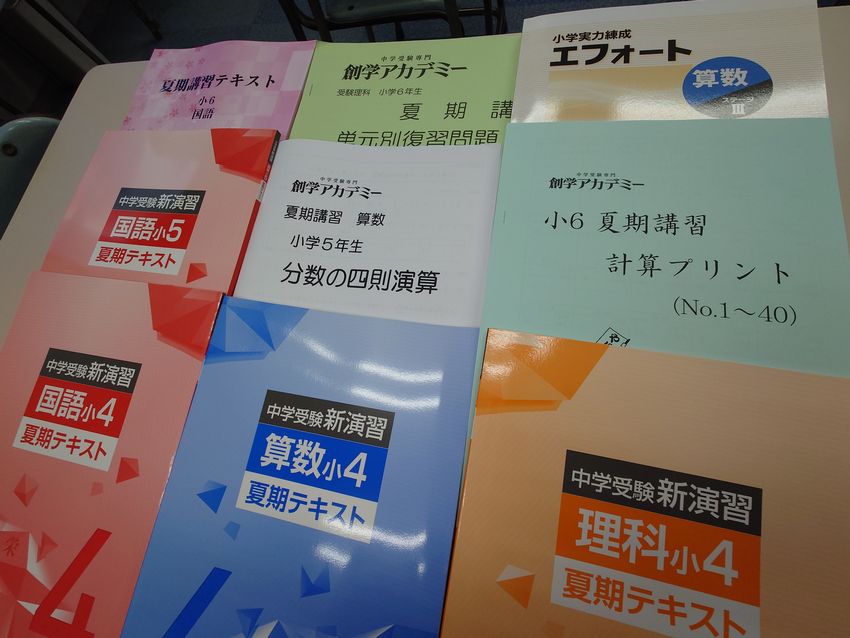 夏期講習テキスト
小6
国語
中学受験専門
創学アカデミー
受験理科 小学6年生
夏期講
単元別復習問題
小学実力練成
エフォート
算数
ステージ
III
中学受験 新演習
国語小5
夏期テキスト
中学受験専門
創学アカデミー
夏期講習 算数
小学5年生
分数の四則演算
中学受験専門
創学アカデミー
小6 夏期講習
計算プリント
(No.1～40)
中学受験 新演習
国語小4
夏期テキスト
中学受験 新演習
算数小4
夏期テキスト
中学受験 新演習
理科小4
夏期テキスト